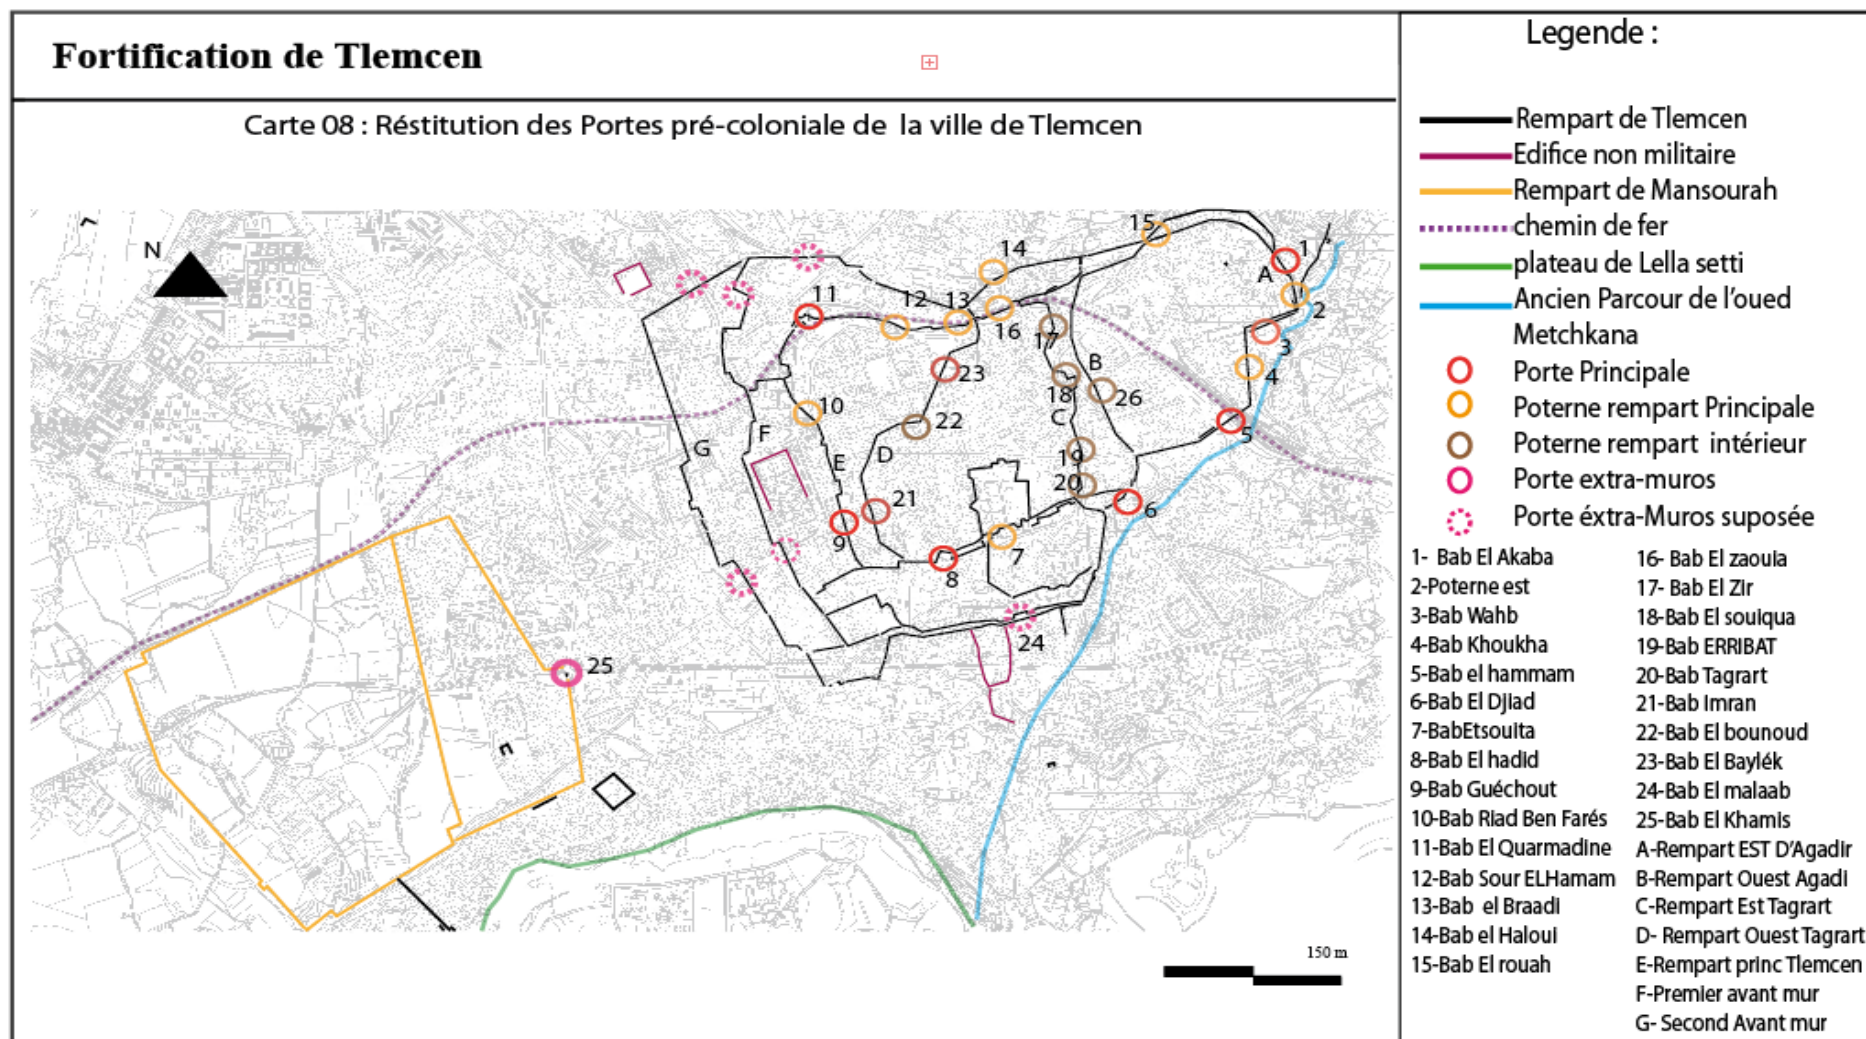 Fortification de Tlemcen
Carte 08 : Réstitution des Portes pré-coloniale de la ville de Tlemcen
N
15
1
14
A
11
12
13
2
16
17
3
23
B
18
4
10
26
22
C
F
5
G
D
E
19
21
20
6
9
7
8
24
25
150 m
Legende :
Rempart de Tlemcen
Edifice non militaire
Rempart de Mansourah
chemin de fer
plateau de Lella setti
Ancien Parcour de l'oued
Metchkana
Porte Principale
Poterne rempart Principale
Poterne rempart intérieur
Porte extra-muros
Porte éxtra-Muros suposée
1- Bab El Akaba
2-Poterne est
3-Bab Wahb
4-Bab Khoukha
5-Bab el hammam
6-Bab El Djiad
7-BabEtsouita
8-Bab El hadid
9-Bab Guéchout
10-Bab Riad Ben Farés
11-Bab El Quarmadine
12-Bab Sour ELHamam
13-Bab el Braadi
14-Bab el Haloui
15-Bab El rouah
16- Bab El zaouia
17- Bab El Zir
18-Bab El souiqua
19-Bab ERRIBAT
20-Bab Tagrart
21-Bab Imran
22-Bab El bounoud
23-Bab El Baylék
24-Bab El malaab
25-Bab El Khamis
A-Rempart EST D'Agadir
B-Rempart Ouest Agadi
C-Rempart Est Tagrart
D- Rempart Ouest Tagrart
E-Rempart princ Tlemcen
F-Premier avant mur
G- Second Avant mur